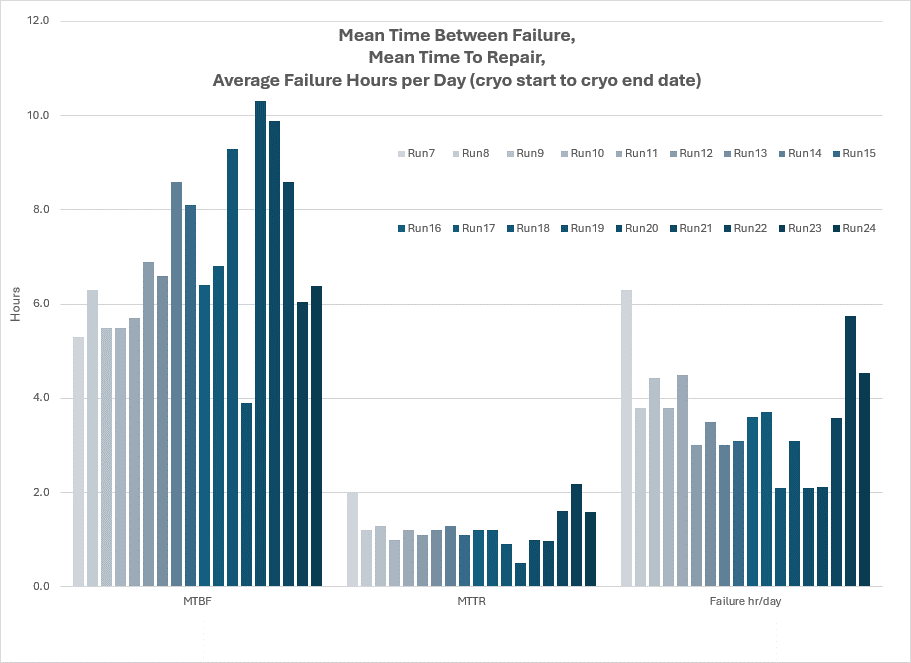 Mean Time Between Failure,
Mean Time To Repair,
Average Failure Hours per Day (cryo start to cryo end date)
12.0
10.0
8.0
6.0
4.0
2.0
0.0
Hours
Run7 Run8 Run9 Run10 Run11 Run12 Run13 Run14 Run15
Run16 Run17 Run18 Run19 Run20 Run21 Run22 Run23 Run24
MTBF MTTR Failure hr/day